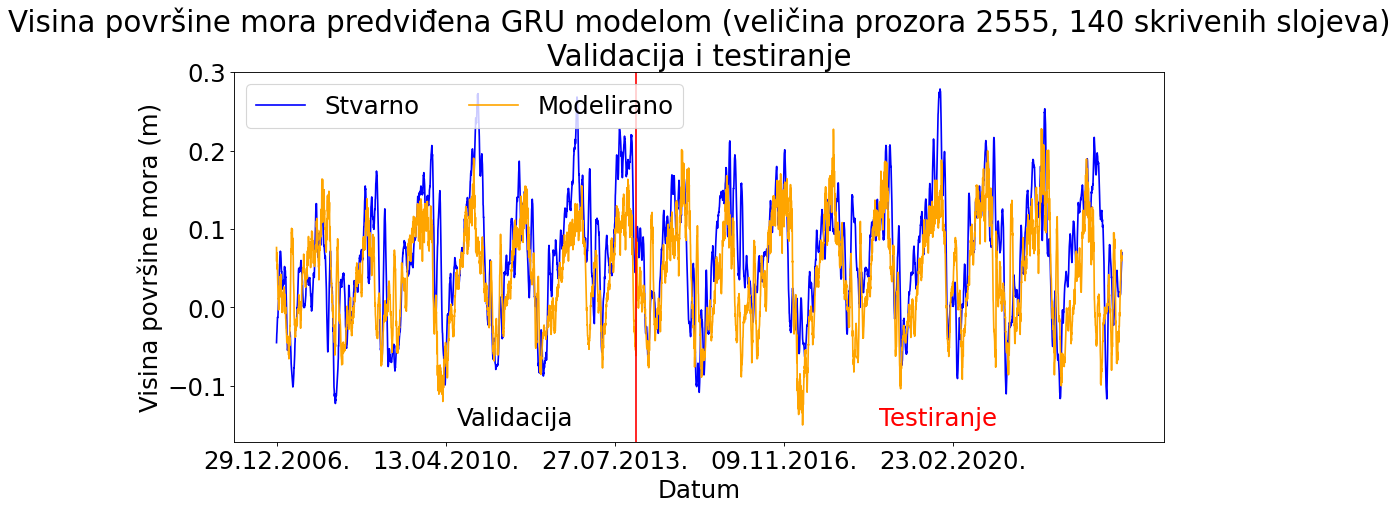 Visina površine mora predviđena GRU modelom (veličina prozora 2555, 140 skrivenih slojeva)
Validacija i testiranje
Stvarno Modelirano
Visina površine mora (m)
0.3
0.2
0.1
0.0
−0.1
Validacija Testiranje
29.12.2006. 13.04.2010. 27.07.2013. 09.11.2016. 23.02.2020.
Datum